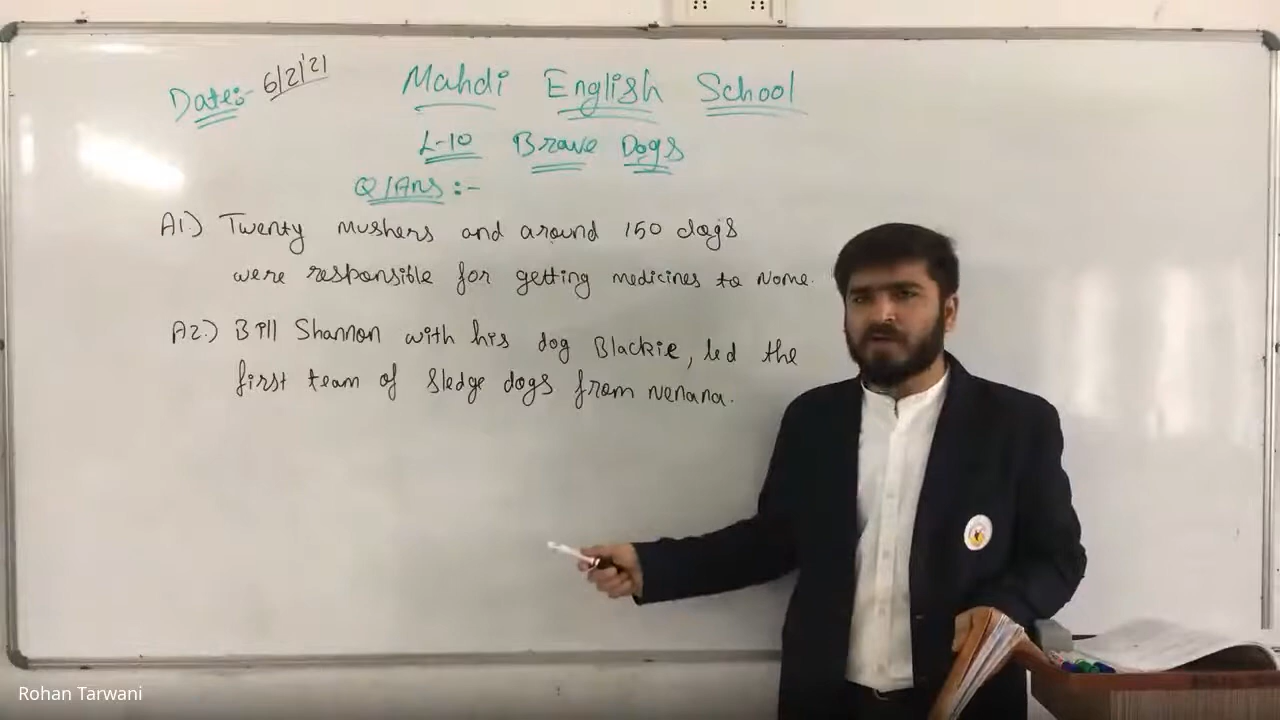 Date:- 6/2/21
Mahdi English School
L-10 Brave Dogs
Q/Ans :-
A1.) Twenty mushers and around 150 dogs
were responsible for getting medicines to Nome.
A2.) Bill Shannon with his dog Blackie, led the
first team of sledge dogs from nenana.
Rohan Tarwani